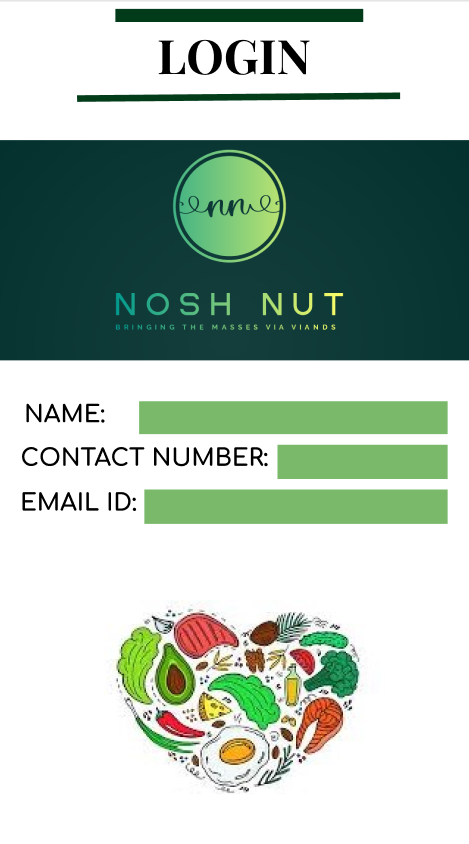 LOGIN
nn
NOSH NUT
BRINGING THE MASSES VIA VIANDS
NAME:
CONTACT NUMBER:
EMAIL ID: